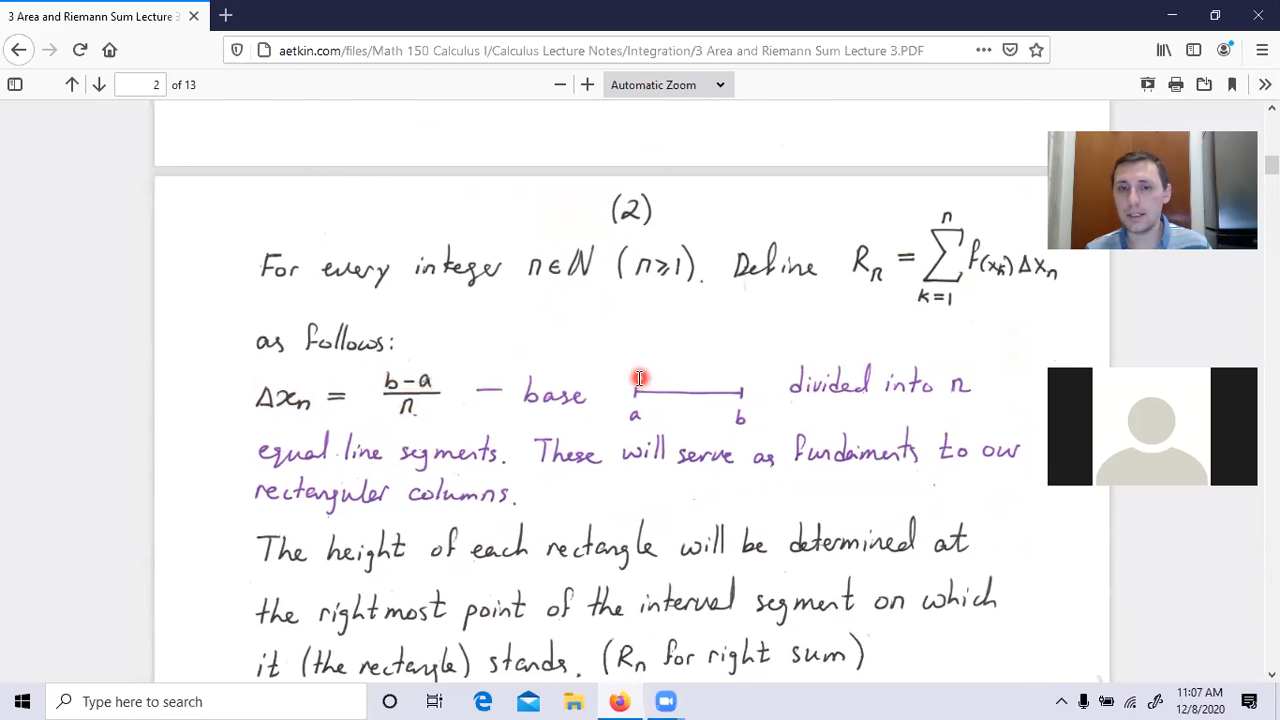 3 Area and Riemann Sum Lecture 3
aetkin.com/files/Math 150 Calculus I/Calculus Lecture Notes/Integration/3 Area and Riemann Sum Lecture 3.PDF
2 of 13
Automatic Zoom
(2)
For every integer n∈ℕ (n⩾1). Define Rₙ = ∑ₖ₌₁ⁿ f(xₖ) Δxₙ
as follows:
Δxₙ = (b-a)/n — base a b divided into n
equal line segments. These will serve as fundaments to our
rectangular columns.
The height of each rectangle will be determined at
the rightmost point of the interval segment on which
it (the rectangle) stands. (Rₙ for right sum)
Type here to search
11:07 AM
12/8/2020